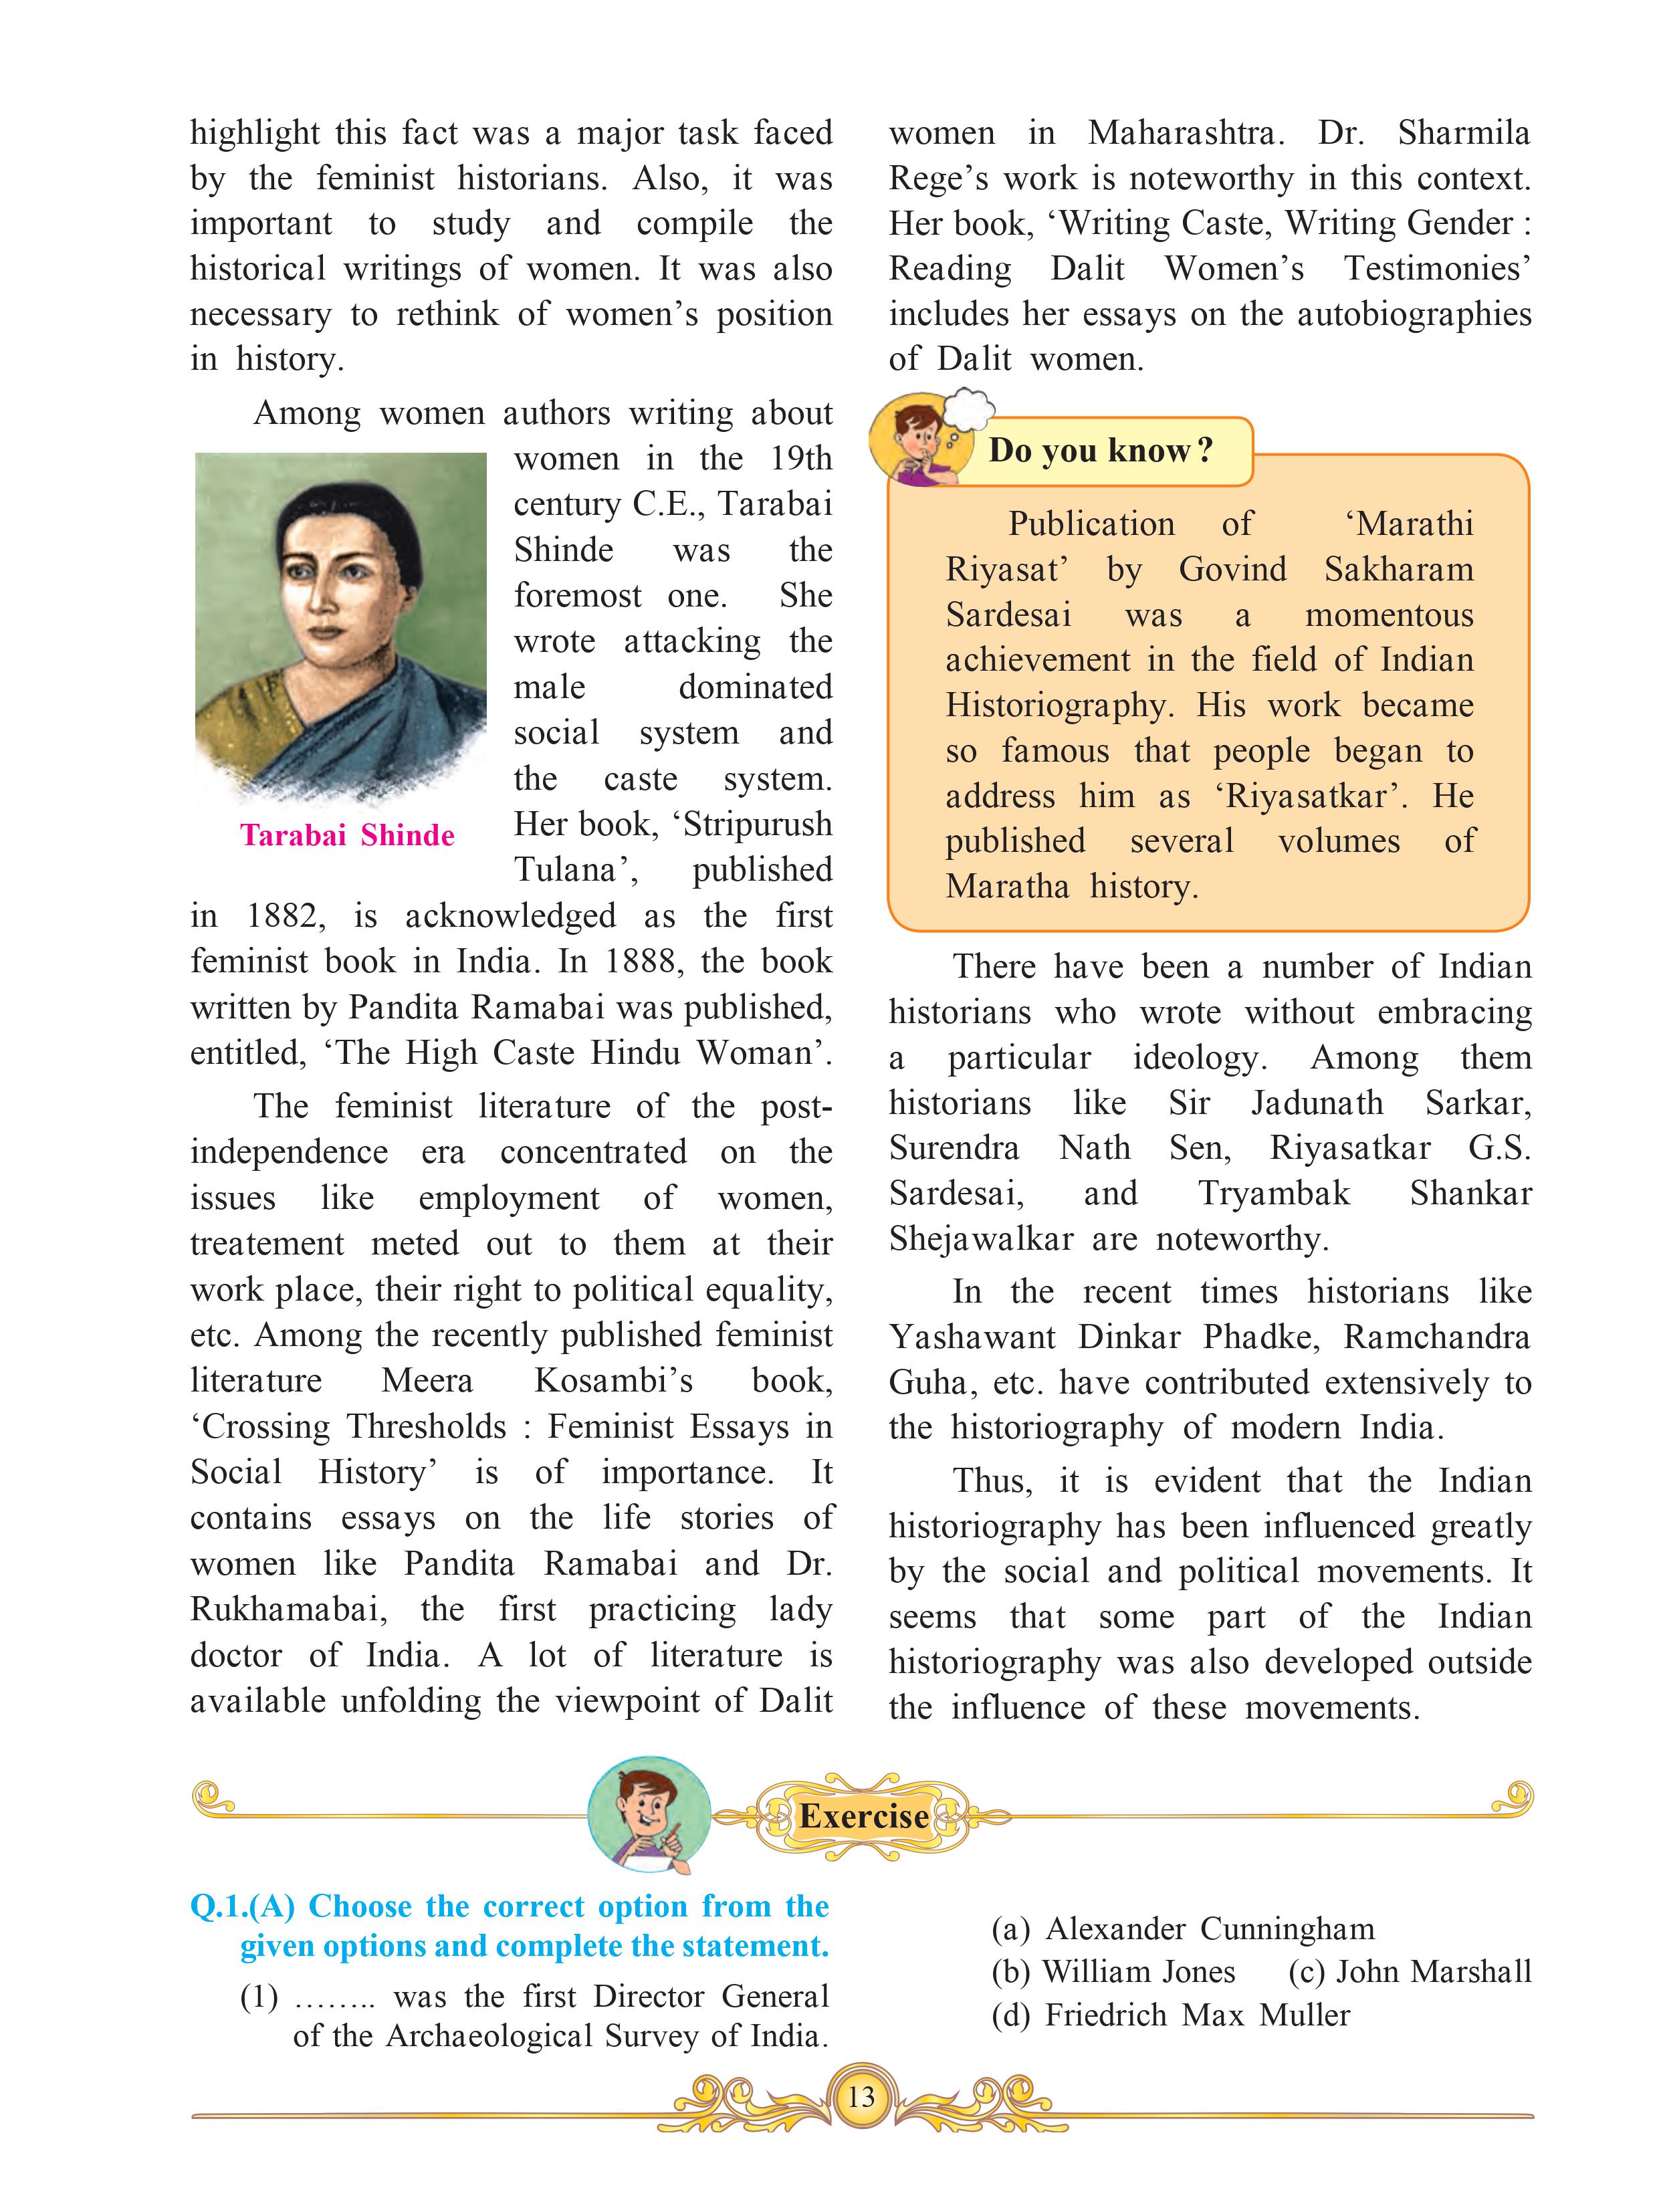 highlight this fact was a major task faced
by the feminist historians. Also, it was
important to study and compile the
historical writings of women. It was also
necessary to rethink of women’s position
in history.
Among women authors writing about
women in the 19th
century C.E., Tarabai
Shinde was the
foremost one. She
wrote attacking the
male dominated
social system and
the caste system.
Her book, ‘Stripurush
Tulana’, published
Tarabai Shinde
in 1882, is acknowledged as the first
feminist book in India. In 1888, the book
written by Pandita Ramabai was published,
entitled, ‘The High Caste Hindu Woman’.
The feminist literature of the post-
independence era concentrated on the
issues like employment of women,
treatement meted out to them at their
work place, their right to political equality,
etc. Among the recently published feminist
literature Meera Kosambi’s book,
‘Crossing Thresholds : Feminist Essays in
Social History’ is of importance. It
contains essays on the life stories of
women like Pandita Ramabai and Dr.
Rukhamabai, the first practicing lady
doctor of India. A lot of literature is
available unfolding the viewpoint of Dalit
women in Maharashtra. Dr. Sharmila
Rege’s work is noteworthy in this context.
Her book, ‘Writing Caste, Writing Gender :
Reading Dalit Women’s Testimonies’
includes her essays on the autobiographies
of Dalit women.
Do you know ?
Publication of ‘Marathi
Riyasat’ by Govind Sakharam
Sardesai was a momentous
achievement in the field of Indian
Historiography. His work became
so famous that people began to
address him as ‘Riyasatkar’. He
published several volumes of
Maratha history.
There have been a number of Indian
historians who wrote without embracing
a particular ideology. Among them
historians like Sir Jadunath Sarkar,
Surendra Nath Sen, Riyasatkar G.S.
Sardesai, and Tryambak Shankar
Shejawalkar are noteworthy.
In the recent times historians like
Yashawant Dinkar Phadke, Ramchandra
Guha, etc. have contributed extensively to
the historiography of modern India.
Thus, it is evident that the Indian
historiography has been influenced greatly
by the social and political movements. It
seems that some part of the Indian
historiography was also developed outside
the influence of these movements.
Exercise
Q.1.(A) Choose the correct option from the
given options and complete the statement.
(1) …….. was the first Director General
of the Archaeological Survey of India.
(a) Alexander Cunningham
(b) William Jones (c) John Marshall
(d) Friedrich Max Muller
13